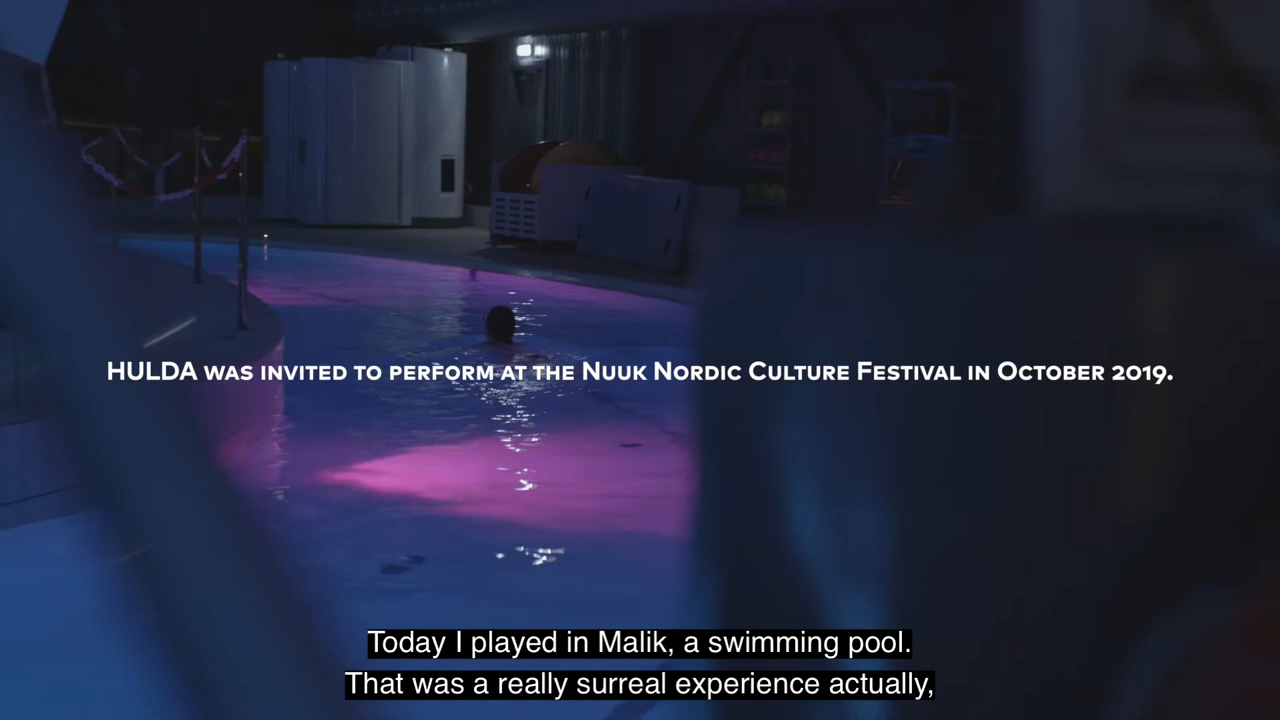 HULDA was invited to perform at the Nuuk Nordic Culture Festival in October 2019.
Today I played in Malik, a swimming pool.
That was a really surreal experience actually,